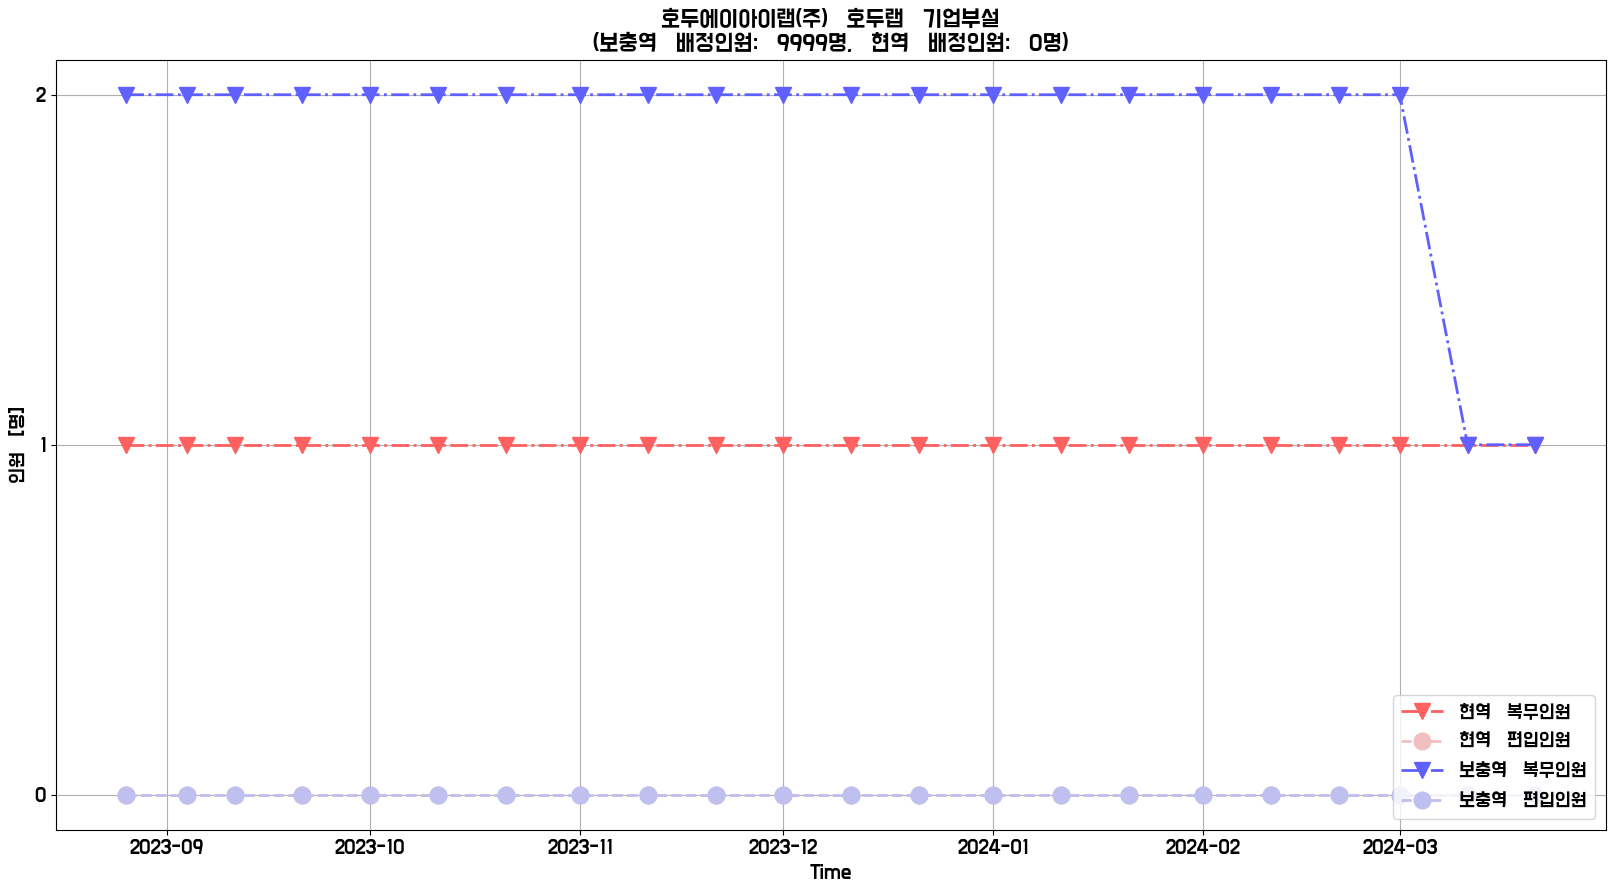 호두에이아이랩(주) 호두랩 기업부설
(보충역 배정인원: 9999명, 현역 배정인원: 0명)
2
1
0
인원 [명]
2023-09 2023-10 2023-11 2023-12 2024-01 2024-02 2024-03
Time
현역 복무인원
현역 편입인원
보충역 복무인원
보충역 편입인원